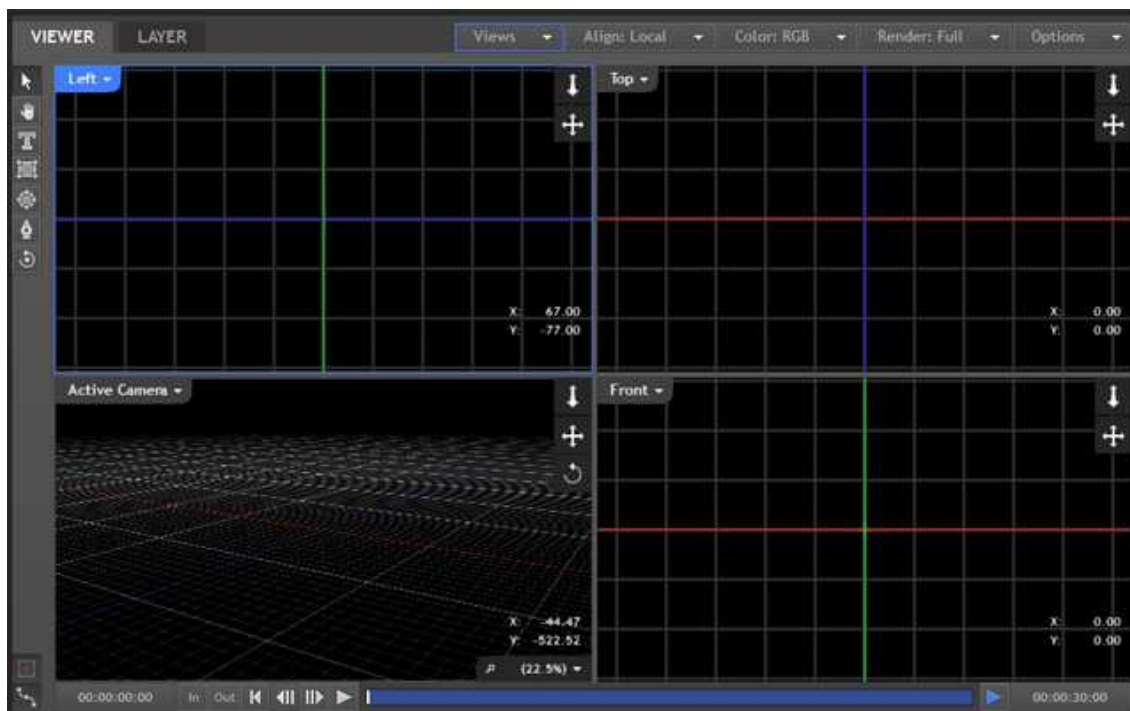 VIEWER LAYER Views Align: Local Color: RGB Render: Full Options
Left
Top
X: 67.00
Y: -77.00
X: 0.00
Y: 0.00
Active Camera
Front
X: -44.47
Y: -522.52
X: 0.00
Y: 0.00
(22.5%)
00:00:00:00 In Out 00:00:30:00